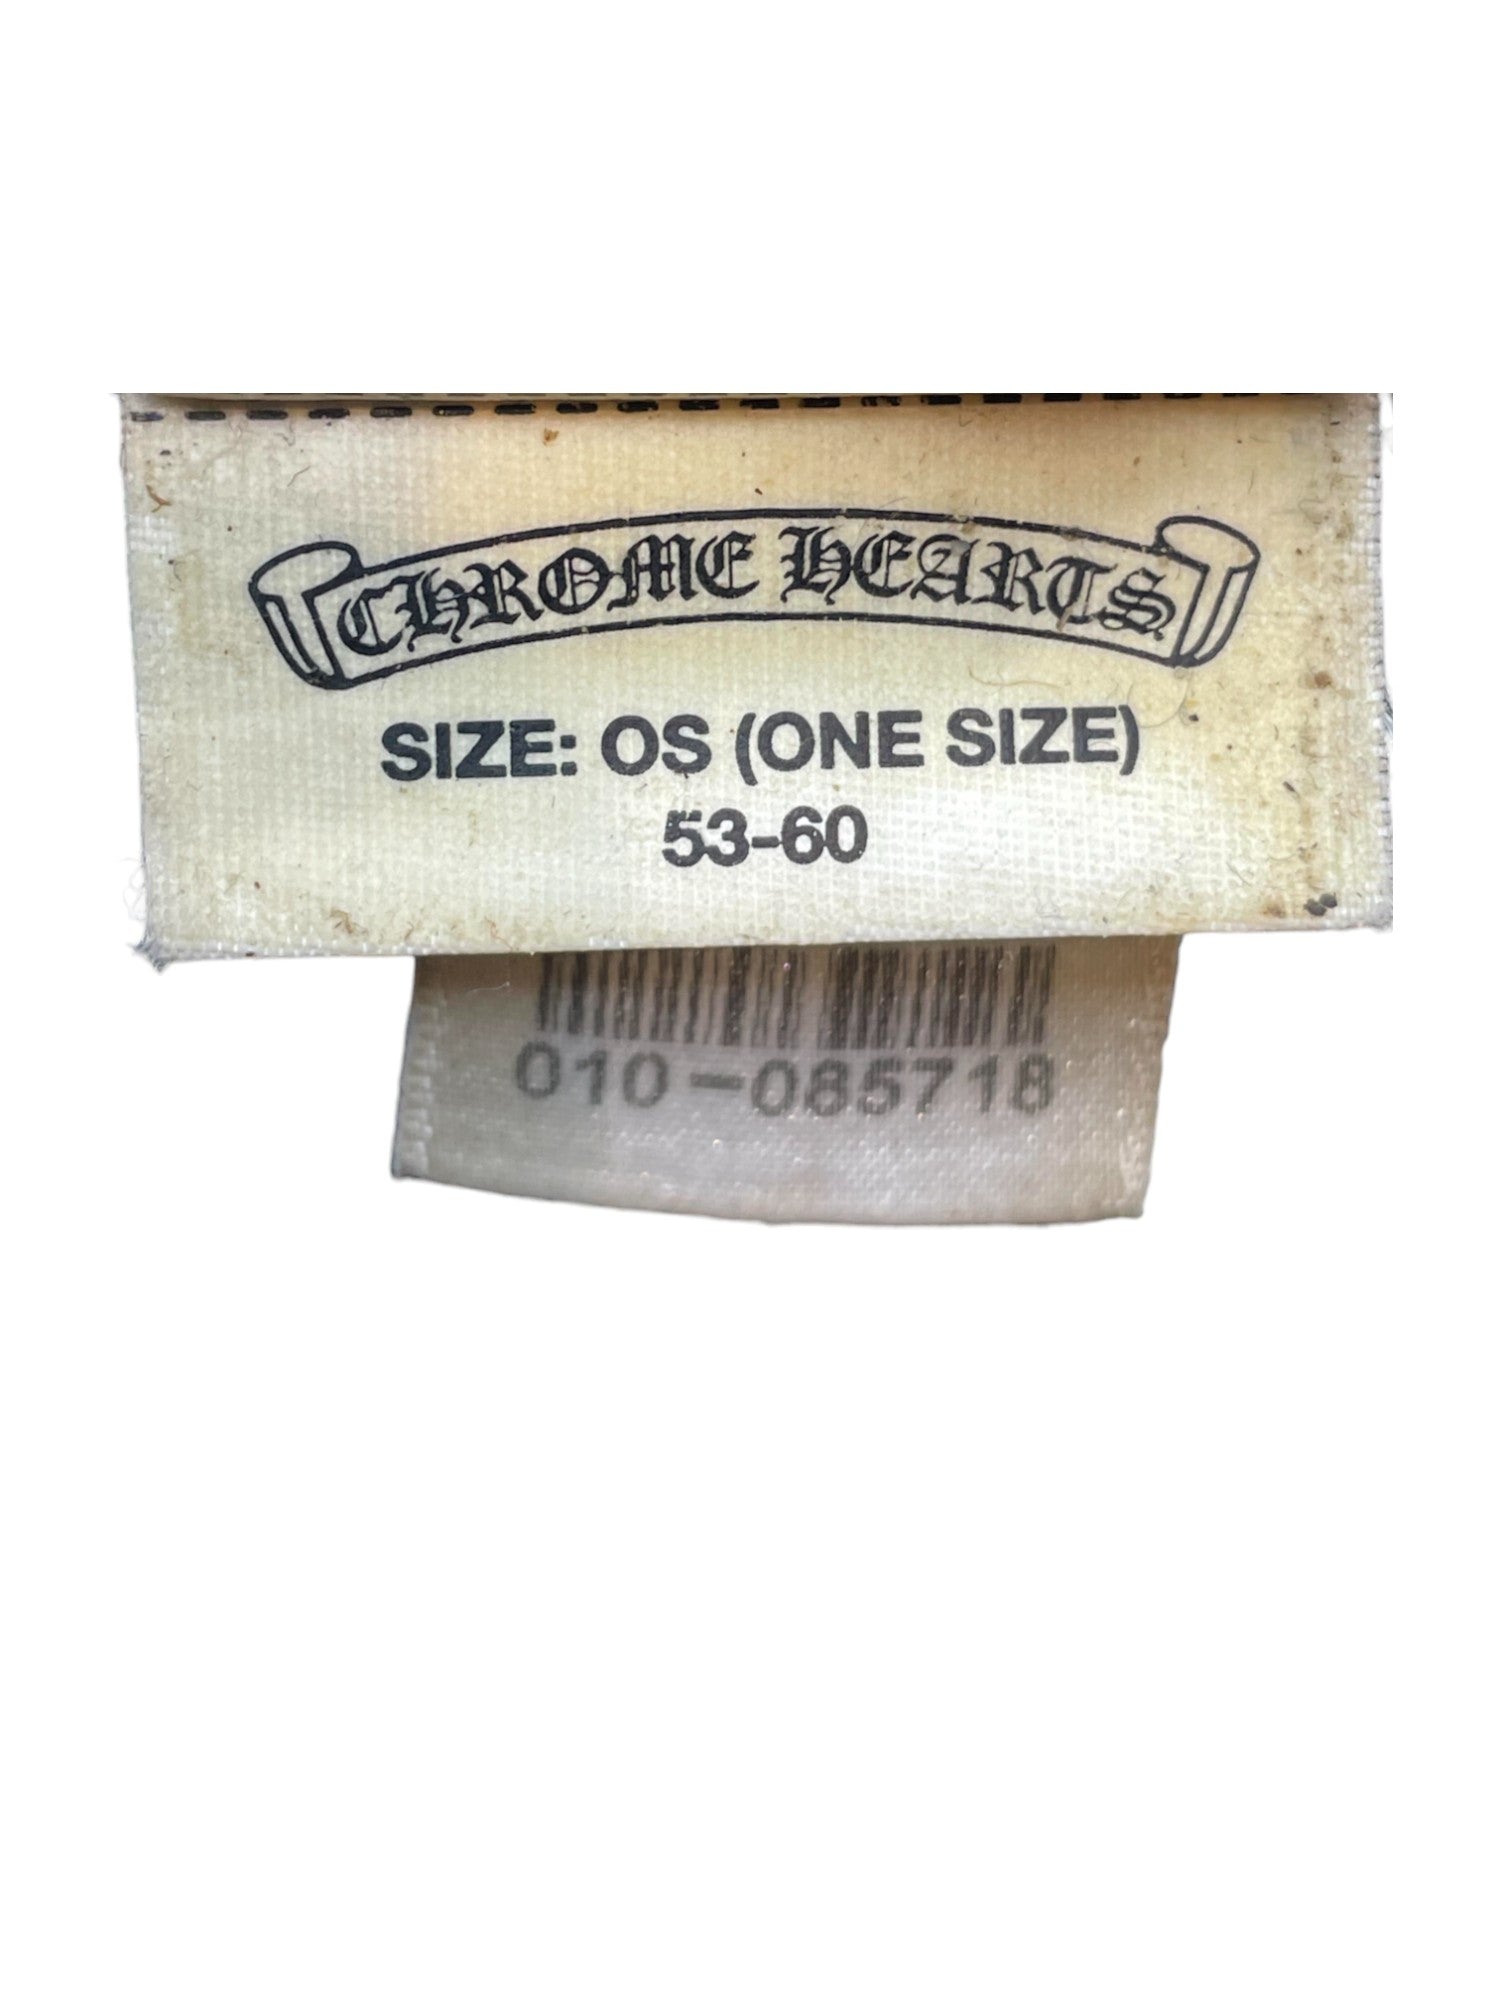 CHROME HEARTS
SIZE: OS (ONE SIZE)
53-60
010-085718